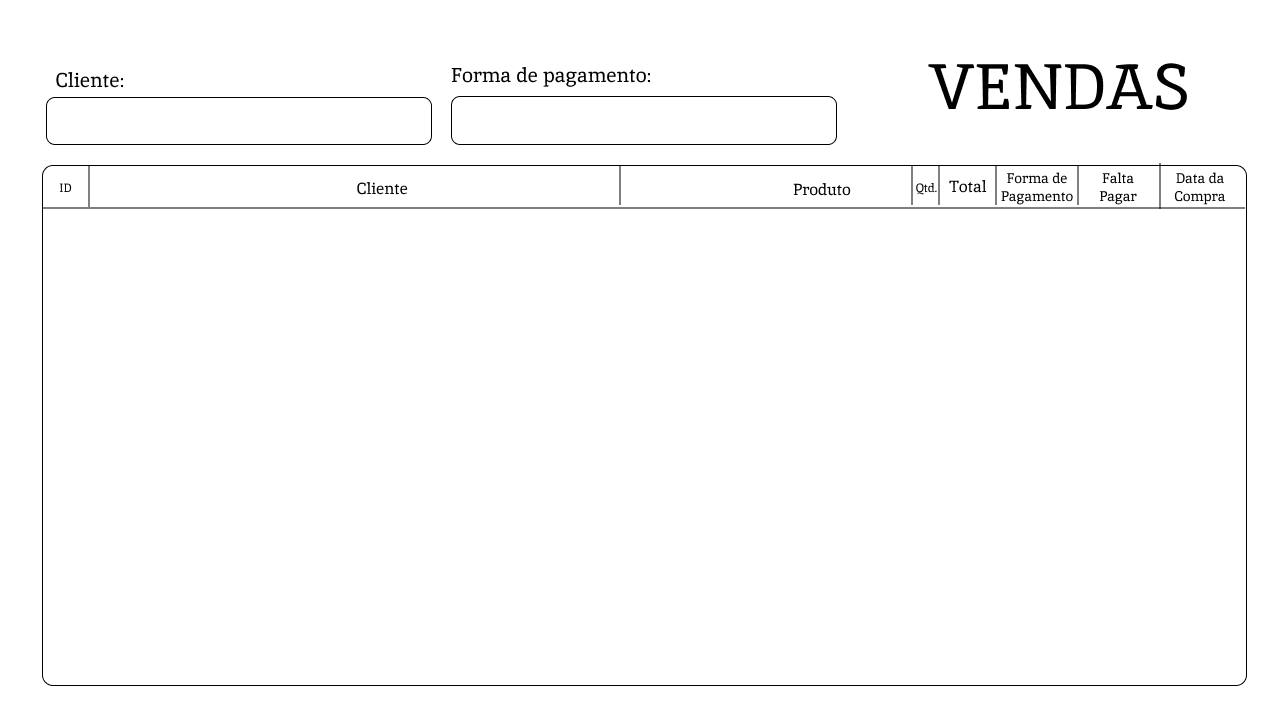 Cliente:
Forma de pagamento:
VENDAS
ID
Cliente
Produto
Qtd.
Total
Forma de
Pagamento
Falta
Pagar
Data da
Compra